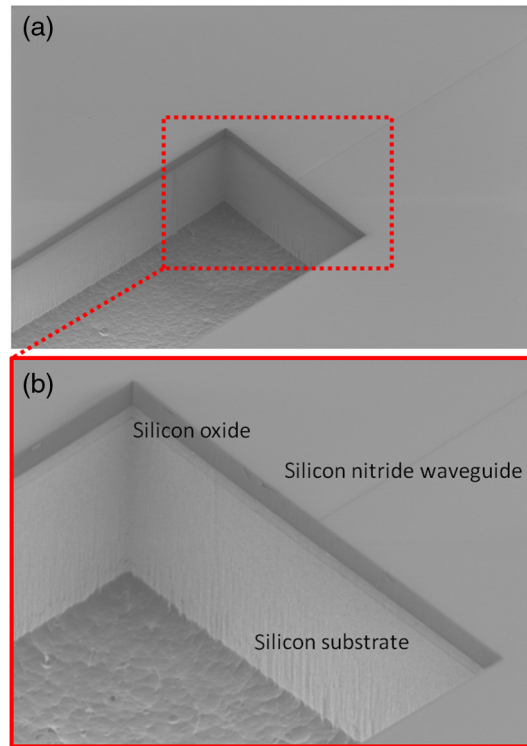 (a)
(b)
Silicon oxide
Silicon nitride waveguide
Silicon substrate